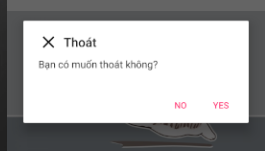 Thoát
Bạn có muốn thoát không?
NO YES